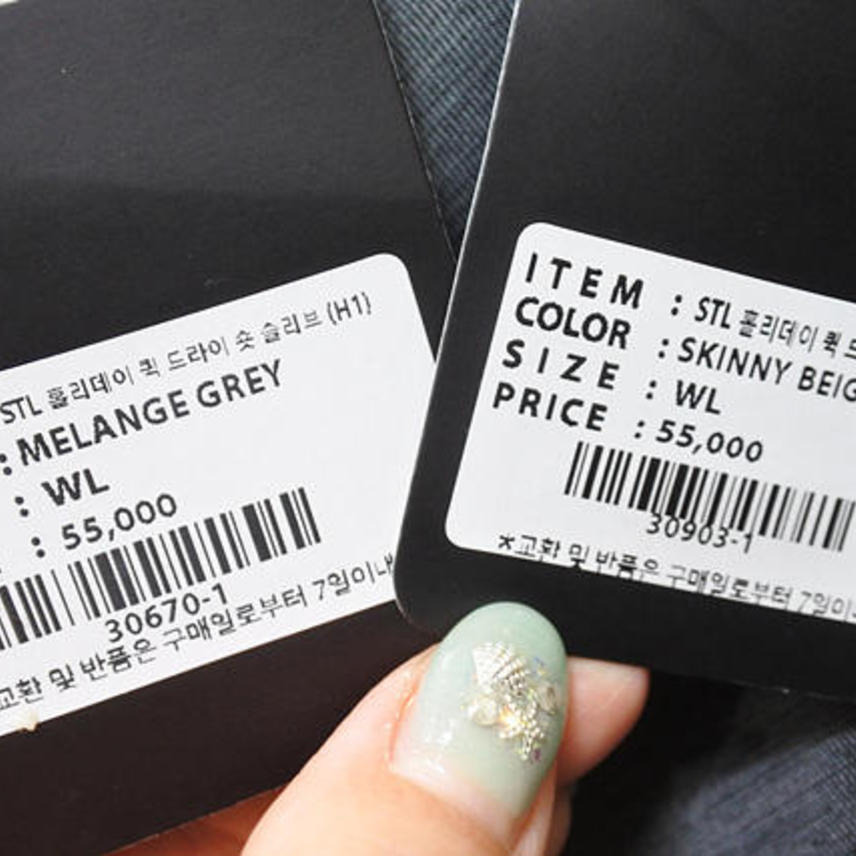 STL 홀리데이 퀵 드라이 숏 슬리브 (H1)
: MELANGE GREY
: WL
: 55,000
30670-1
교환 및 반품은 구매일로부터 7일이내
ITEM : STL 홀리데이 퀵
COLOR : SKINNY BEIG
SIZE : WL
PRICE : 55,000
30903-1
*교환 및 반품은 구매일로부터 7일이